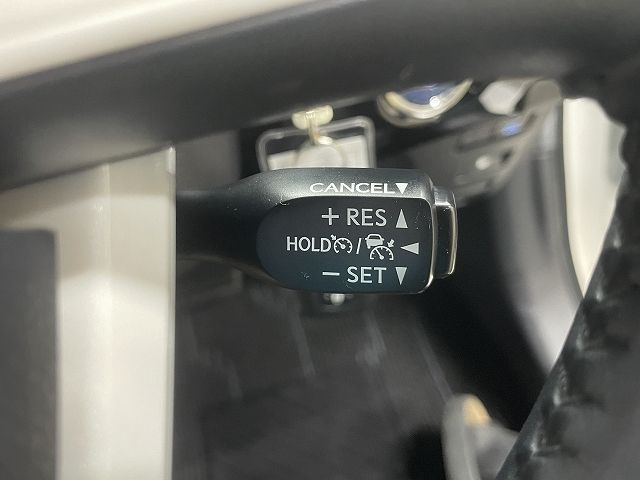 CANCEL▼
+ RES ▲
HOLD / ◀
− SET ▼